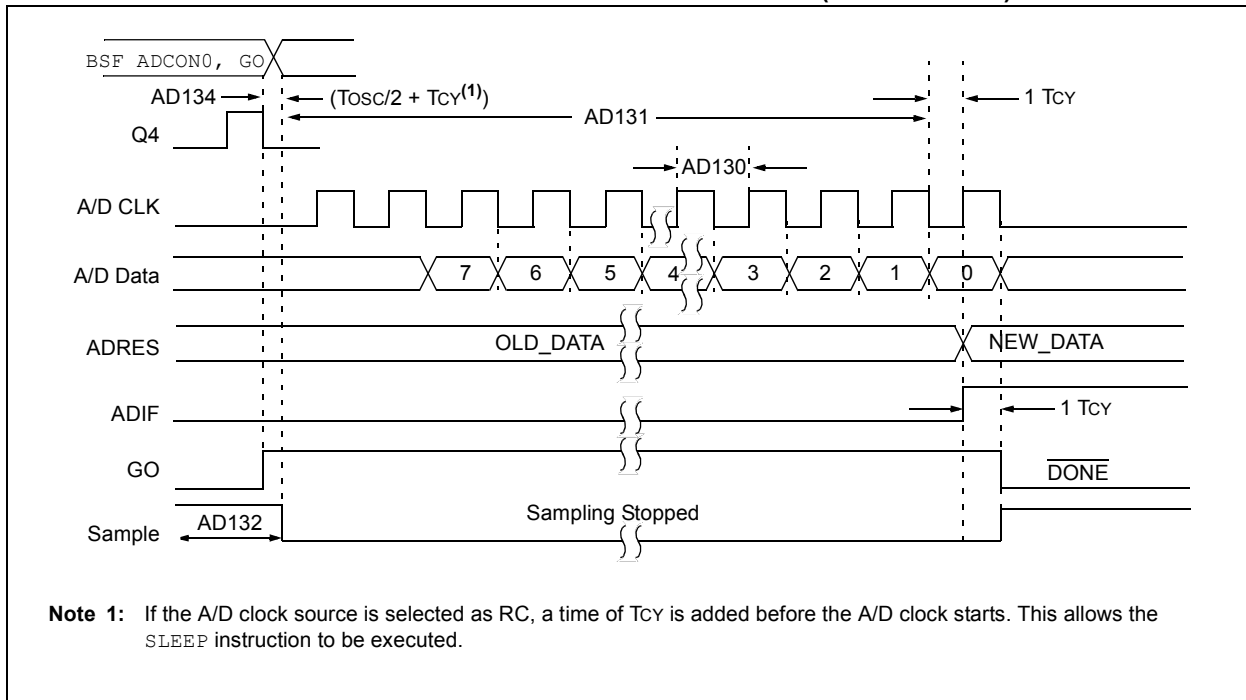 BSF ADCON0, GO
AD134
(TOSC/2 + TCY(1))
1 TCY
AD131
Q4
AD130
A/D CLK
A/D Data
7
6
5
4
3
2
1
0
ADRES
OLD_DATA
NEW_DATA
ADIF
1 TCY
GO
DONE
Sample
AD132
Sampling Stopped
Note 1: If the A/D clock source is selected as RC, a time of TCY is added before the A/D clock starts. This allows the
SLEEP instruction to be executed.